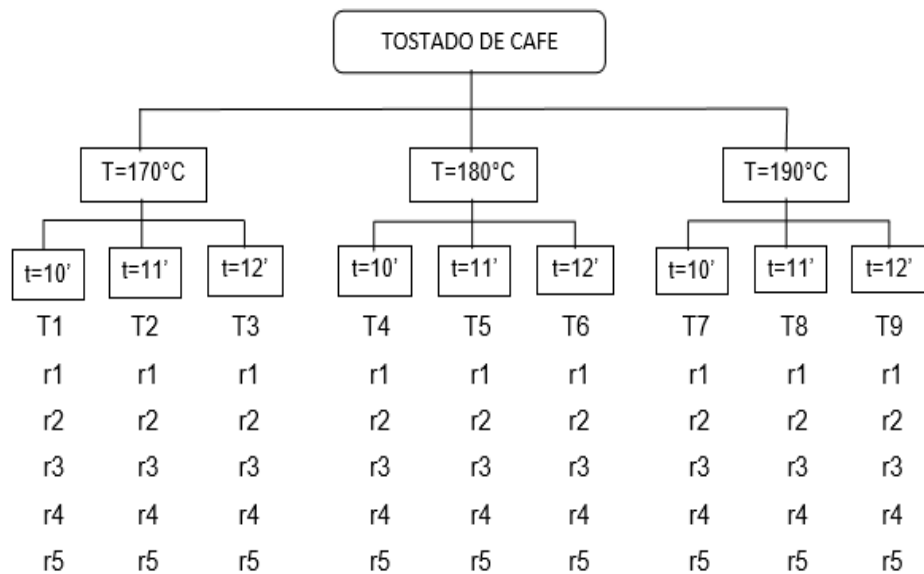 TOSTADO DE CAFE
T=170°C T=180°C T=190°C
t=10’ t=11’ t=12’ t=10’ t=11’ t=12’ t=10’ t=11’ t=12’
T1 T2 T3 T4 T5 T6 T7 T8 T9
r1 r1 r1 r1 r1 r1 r1 r1 r1
r2 r2 r2 r2 r2 r2 r2 r2 r2
r3 r3 r3 r3 r3 r3 r3 r3 r3
r4 r4 r4 r4 r4 r4 r4 r4 r4
r5 r5 r5 r5 r5 r5 r5 r5 r5